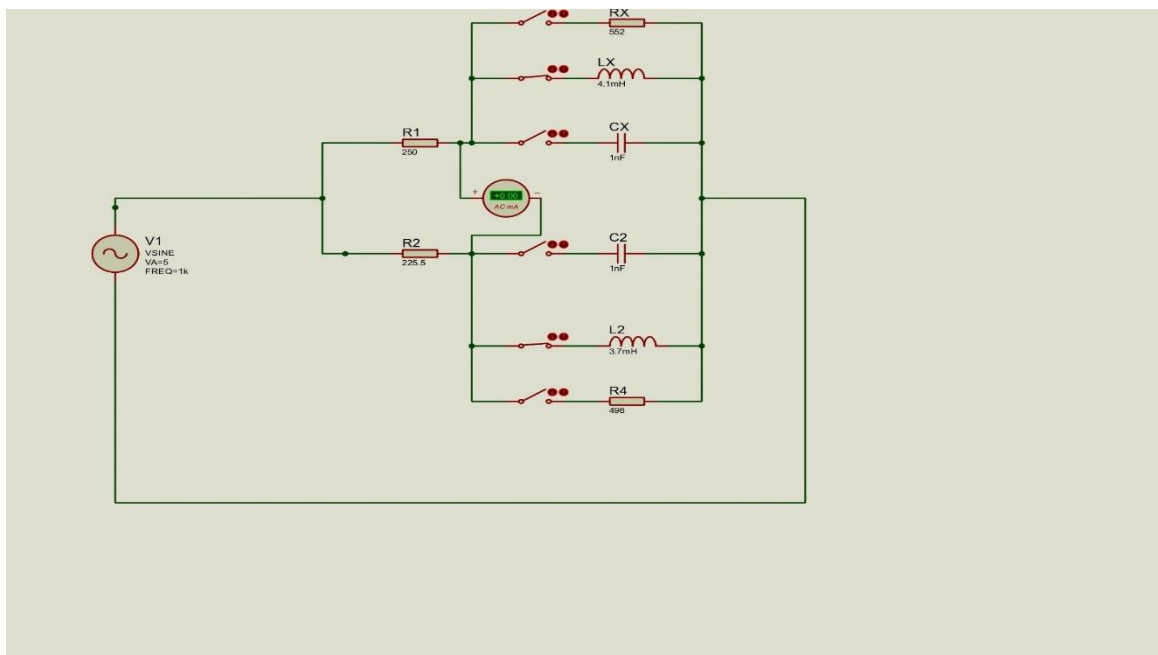 RX
552
LX
4.1mH
R1
250
CX
1nF
+0.00
AC mA
V1
VSINE
VA=5
FREQ=1k
R2
225.5
C2
1nF
L2
3.7mH
R4
498